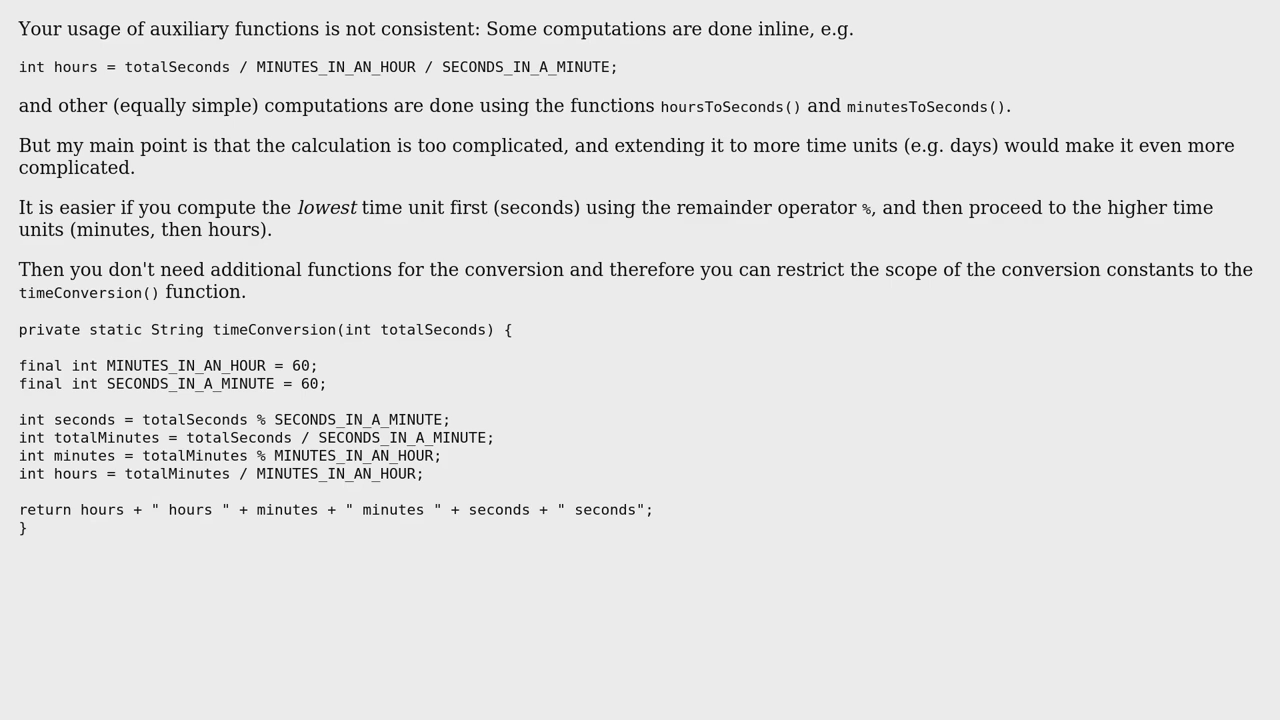 Your usage of auxiliary functions is not consistent: Some computations are done inline, e.g.
int hours = totalSeconds / MINUTES_IN_AN_HOUR / SECONDS_IN_A_MINUTE;
and other (equally simple) computations are done using the functions hoursToSeconds() and minutesToSeconds().
But my main point is that the calculation is too complicated, and extending it to more time units (e.g. days) would make it even more
complicated.
It is easier if you compute the lowest time unit first (seconds) using the remainder operator %, and then proceed to the higher time
units (minutes, then hours).
Then you don't need additional functions for the conversion and therefore you can restrict the scope of the conversion constants to the
timeConversion() function.
private static String timeConversion(int totalSeconds) {
final int MINUTES_IN_AN_HOUR = 60;
final int SECONDS_IN_A_MINUTE = 60;
int seconds = totalSeconds % SECONDS_IN_A_MINUTE;
int totalMinutes = totalSeconds / SECONDS_IN_A_MINUTE;
int minutes = totalMinutes % MINUTES_IN_AN_HOUR;
int hours = totalMinutes / MINUTES_IN_AN_HOUR;
return hours + " hours " + minutes + " minutes " + seconds + " seconds";
}